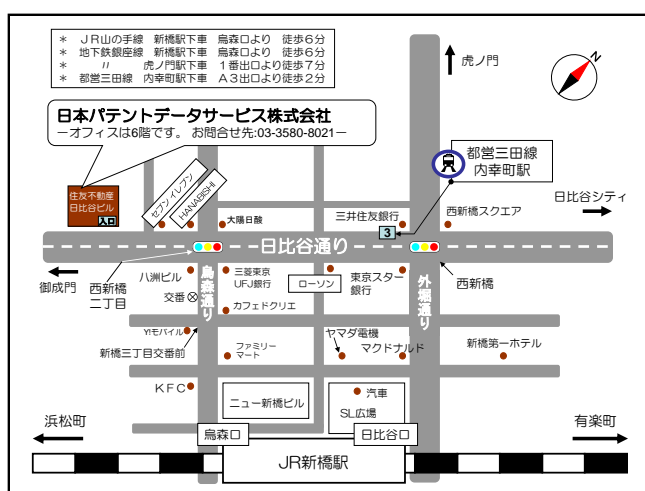 * JR山の手線 新橋駅下車 烏森口より 徒歩6分
* 地下鉄銀座線 新橋駅下車 烏森口より 徒歩6分
* 〃 虎ノ門駅下車 1番出口より徒歩7分
* 都営三田線 内幸町駅下車 A3出口より徒歩2分
虎ノ門
N
日本パテントデータサービス株式会社
−オフィスは6階です。 お問合せ先:03-3580-8021−
都営三田線
内幸町駅
住友不動産
日比谷ビル
入口
セブンイレブン
HANABISHI
大陽日酸
三井住友銀行
3
西新橋スクエア
日比谷シティ
日比谷通り
御成門
西新橋
二丁目
八洲ビル
交番
烏森通り
三菱東京
UFJ銀行
カフェドクリエ
ローソン
東京スター
銀行
外堀通り
西新橋
Y!モバイル
新橋三丁目交番前
ファミリー
マート
ヤマダ電機
マクドナルド
新橋第一ホテル
KFC
ニュー新橋ビル
汽車
SL広場
浜松町
烏森口
日比谷口
有楽町
JR新橋駅